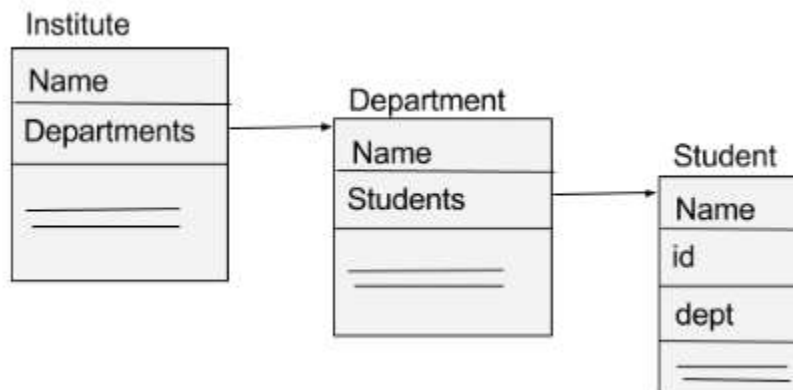 Institute
Name
Departments
Department
Name
Students
Student
Name
id
dept